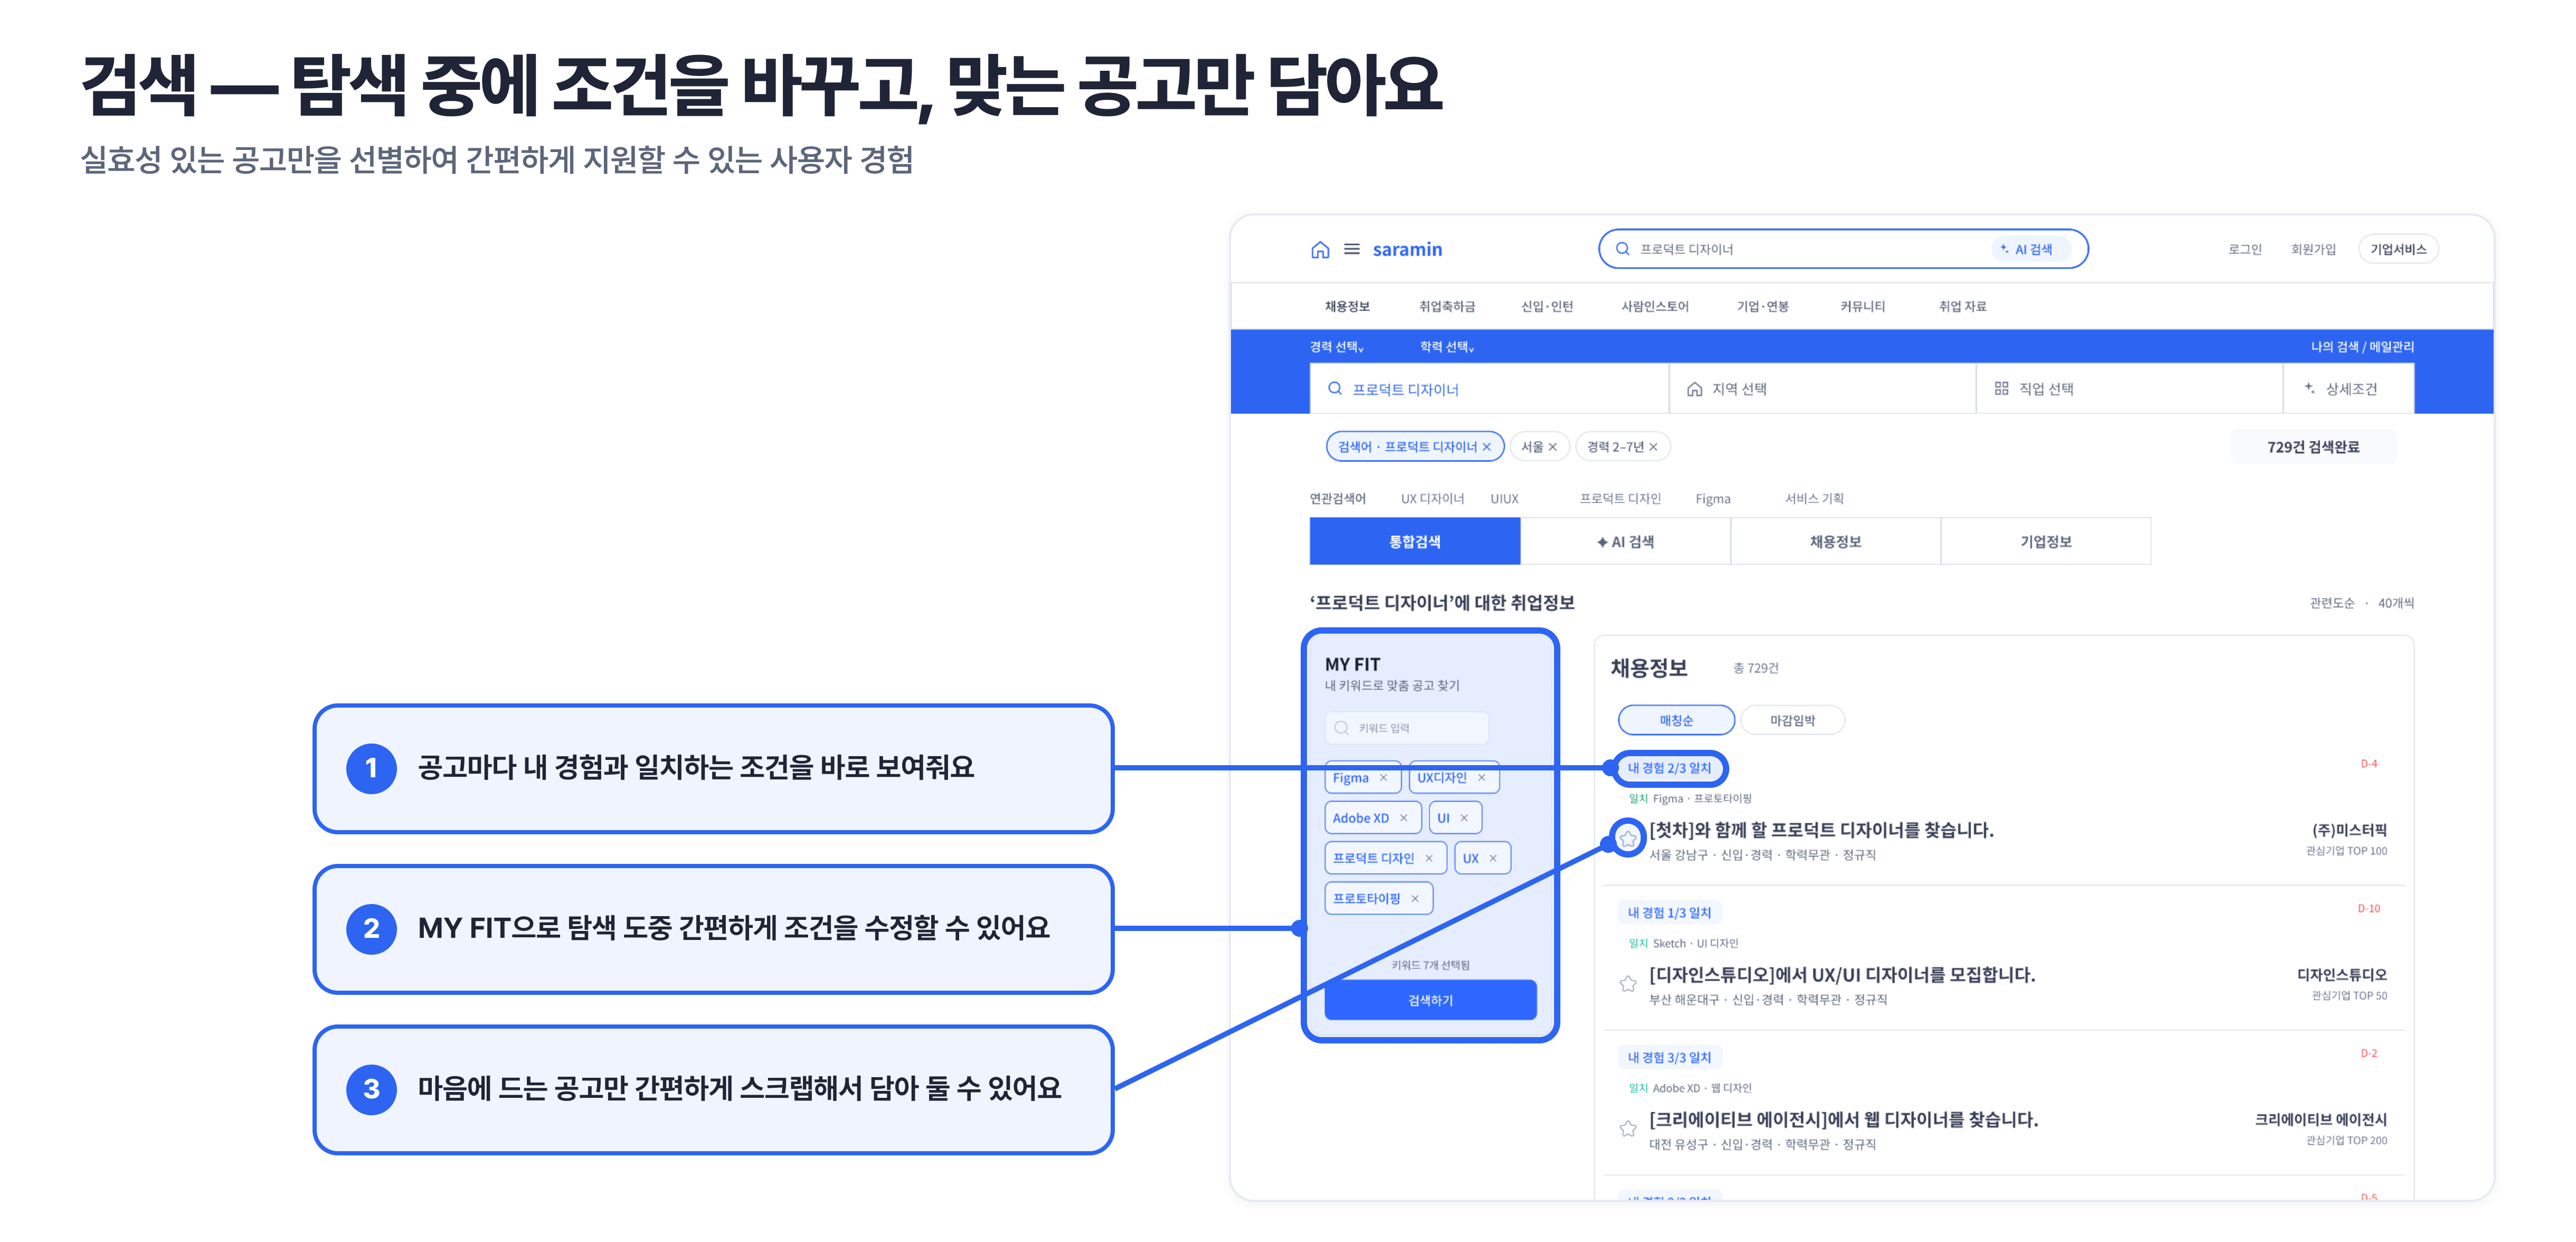 검색 — 탐색 중에 조건을 바꾸고, 맞는 공고만 담아요
실효성 있는 공고만을 선별하여 간편하게 지원할 수 있는 사용자 경험
1 공고마다 내 경험과 일치하는 조건을 바로 보여줘요
2 MY FIT으로 탐색 도중 간편하게 조건을 수정할 수 있어요
3 마음에 드는 공고만 간편하게 스크랩해서 담아 둘 수 있어요
saramin 프로덕트 디자이너 AI 검색 로그인 회원가입 기업서비스
채용정보 취업축하금 신입·인턴 사람인스토어 기업·연봉 커뮤니티 취업 자료
경력 선택 학력 선택 나의 검색 / 메일관리
프로덕트 디자이너 지역 선택 직업 선택 상세조건
검색어 · 프로덕트 디자이너 × 서울 × 경력 2–7년 × 729건 검색완료
연관검색어 UX 디자이너 UIUX 프로덕트 디자인 Figma 서비스 기획
통합검색 AI 검색 채용정보 기업정보
‘프로덕트 디자이너’에 대한 취업정보 관련도순 · 40개씩
MY FIT
내 키워드로 맞춤 공고 찾기
키워드 입력
Figma × UX디자인 ×
Adobe XD × UI ×
프로덕트 디자인 × UX ×
프로토타이핑 ×
키워드 7개 선택됨
검색하기
채용정보 총 729건
매칭순 마감임박
내 경험 2/3 일치 D-4
일치 Figma · 프로토타이핑
[첫차]와 함께 할 프로덕트 디자이너를 찾습니다. (주)미스터픽
서울 강남구 · 신입·경력 · 학력무관 · 정규직 관심기업 TOP 100
내 경험 1/3 일치 D-10
일치 Sketch · UI 디자인
[디자인스튜디오]에서 UX/UI 디자이너를 모집합니다. 디자인스튜디오
부산 해운대구 · 신입·경력 · 학력무관 · 정규직 관심기업 TOP 50
내 경험 3/3 일치 D-2
일치 Adobe XD · 웹 디자인
[크리에이티브 에이전시]에서 웹 디자이너를 찾습니다. 크리에이티브 에이전시
대전 유성구 · 신입·경력 · 학력무관 · 정규직 관심기업 TOP 200
D-5